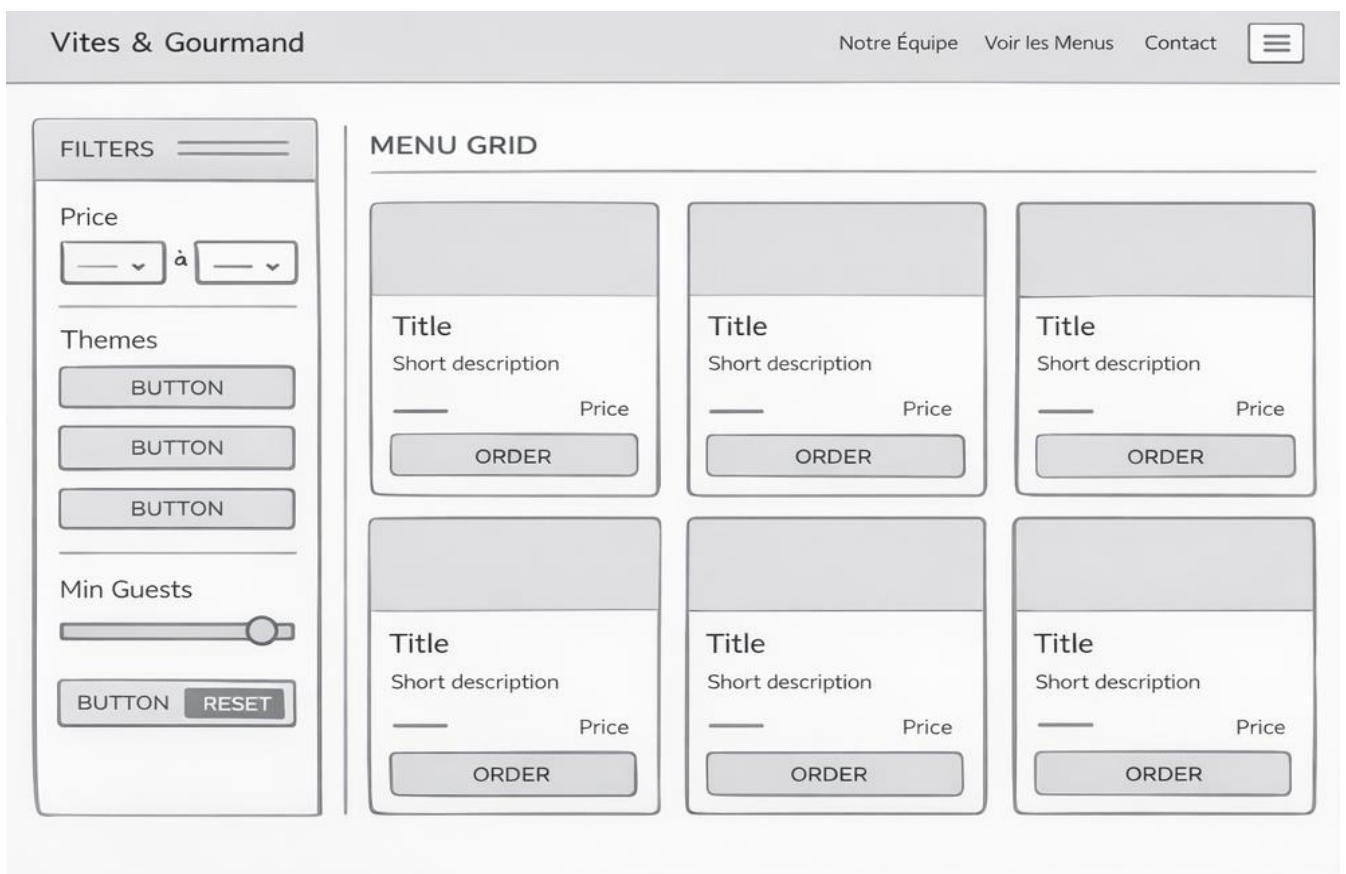 Vites & Gourmand
Notre Équipe Voir les Menus Contact
FILTERS
Price
à
Themes
BUTTON
BUTTON
BUTTON
Min Guests
BUTTON RESET
MENU GRID
Title
Short description
Price
ORDER
Title
Short description
Price
ORDER
Title
Short description
Price
ORDER
Title
Short description
Price
ORDER
Title
Short description
Price
ORDER
Title
Short description
Price
ORDER